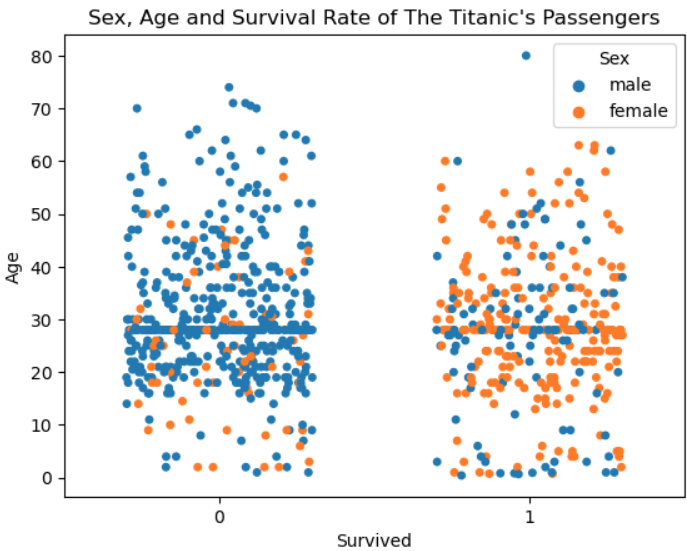 Sex, Age and Survival Rate of The Titanic's Passengers
Sex
male
female
80
70
60
50
40
30
20
10
0
Age
0
1
Survived